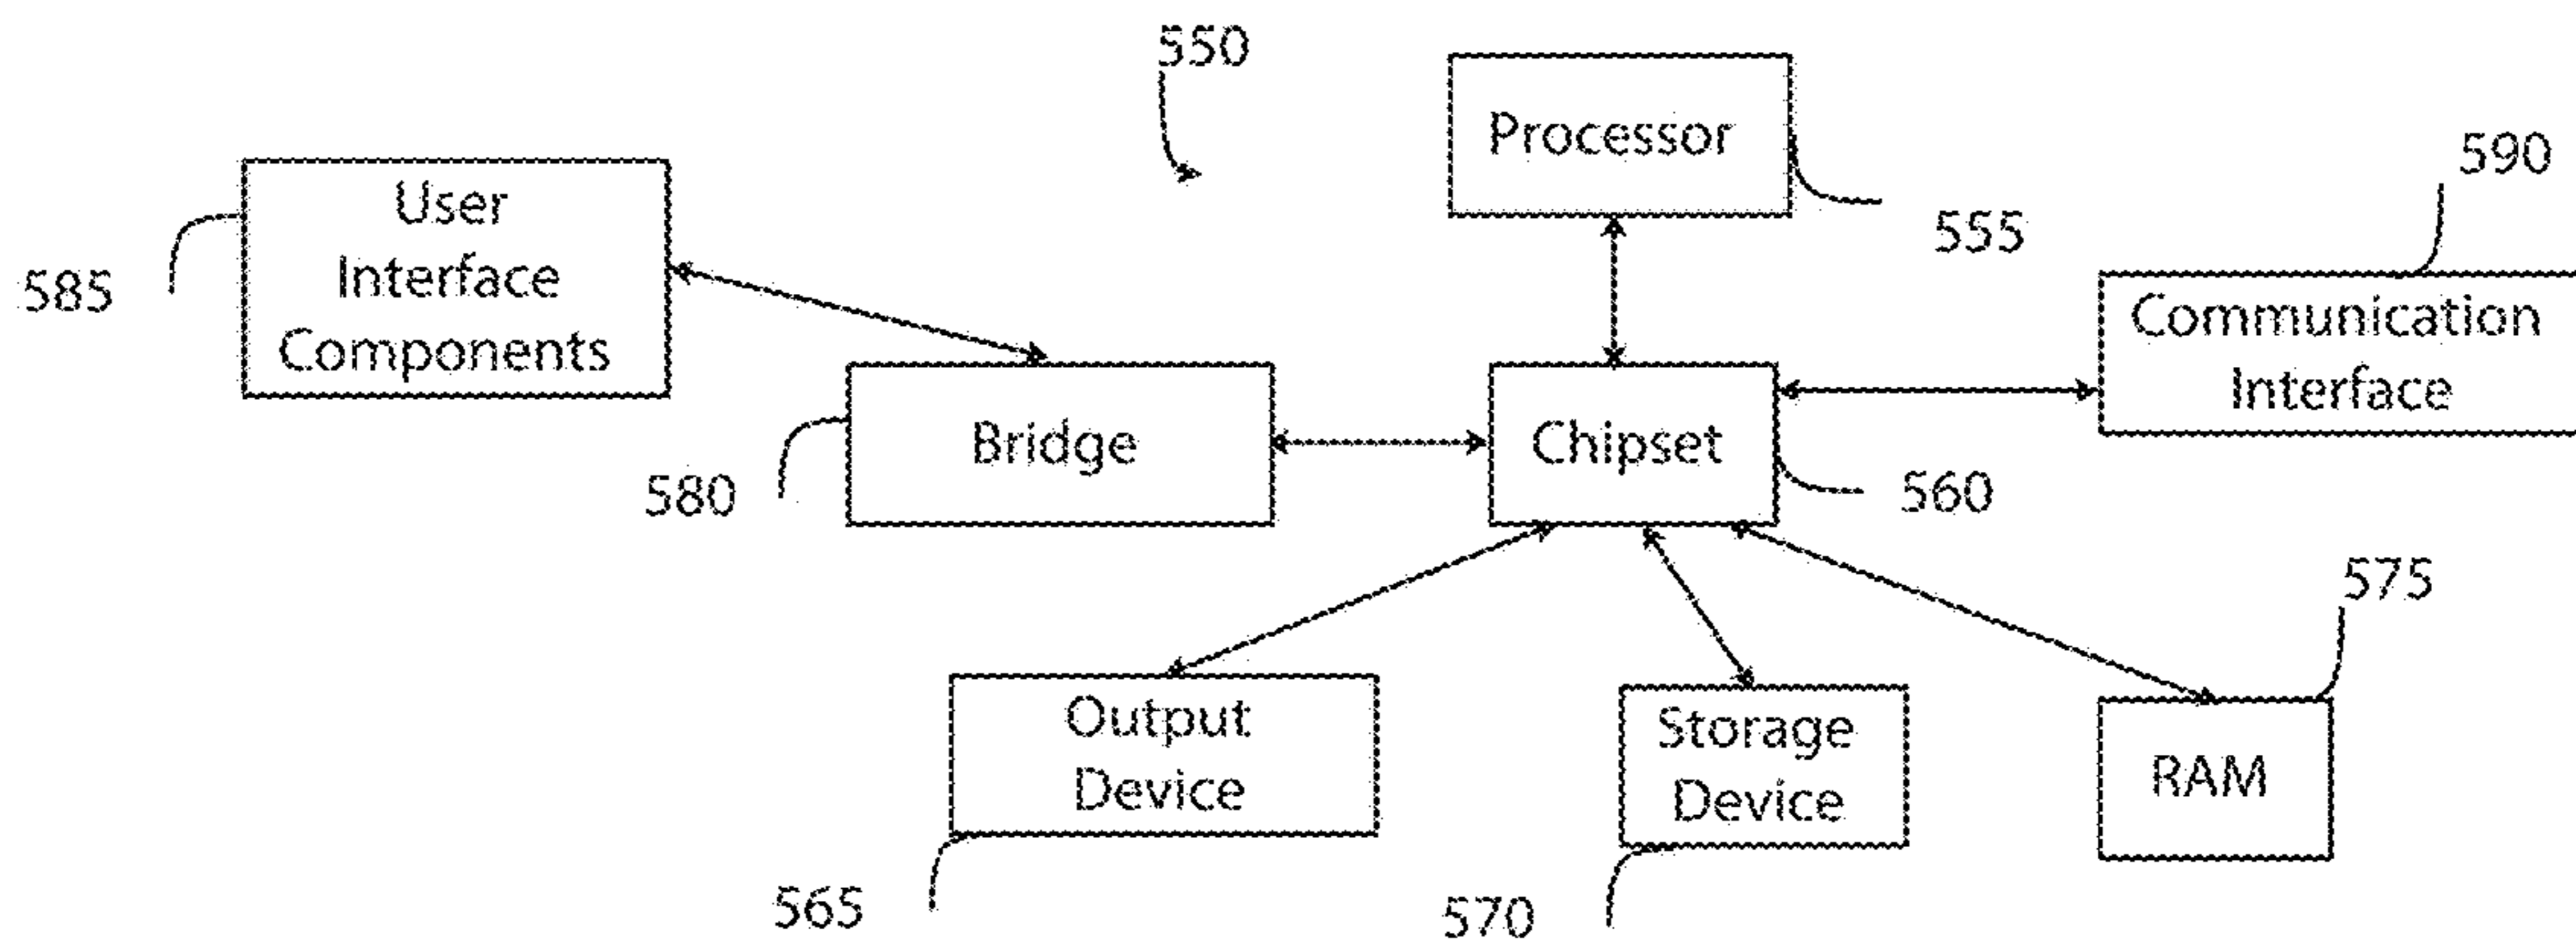 550
Processor
590
User
Interface
Components
555
585
Communication
Interface
Bridge
Chipset
580
560
575
Output
Device
Storage
Device
RAM
565
570